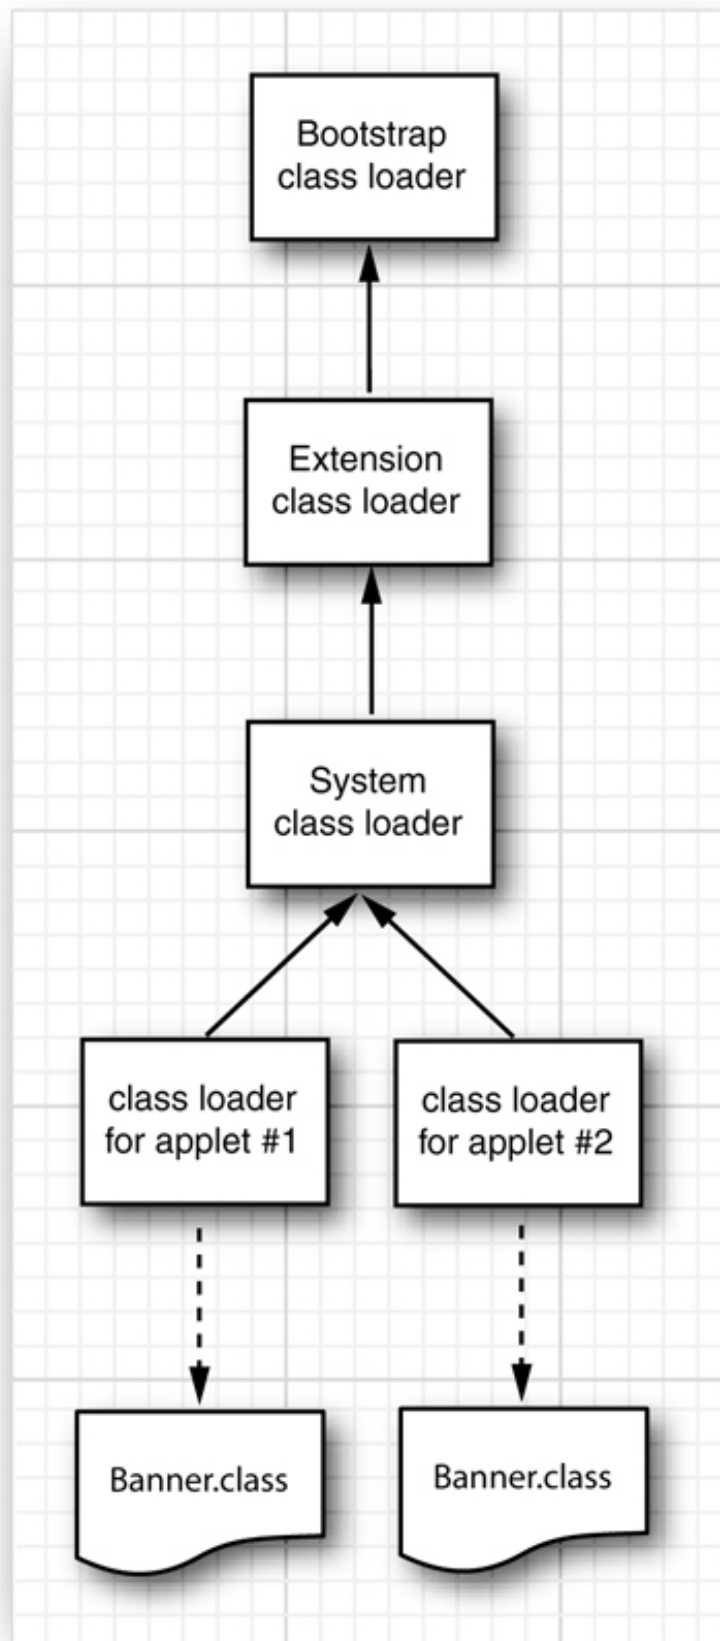 Bootstrap
class loader
Extension
class loader
System
class loader
class loader
for applet #1
class loader
for applet #2
Banner.class
Banner.class